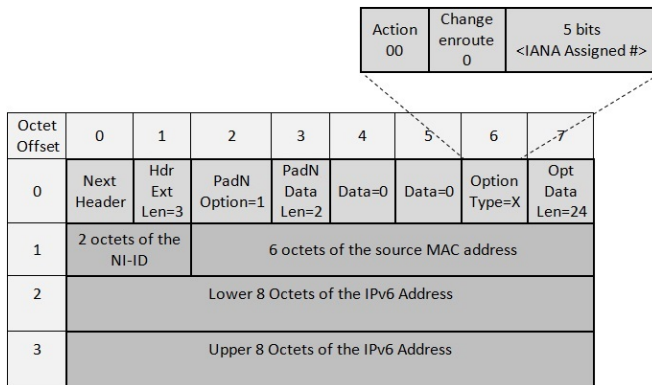 Action
00
Change
enroute
0
5 bits
<IANA Assigned #>
Octet
Offset
0
1
2
3
4
5
6
7
0
Next
Header
Hdr
Ext
Len=3
PadN
Option=1
PadN
Data
Len=2
Data=0
Data=0
Option
Type=X
Opt
Data
Len=24
1
2 octets of the
NI-ID
6 octets of the source MAC address
2
Lower 8 Octets of the IPv6 Address
3
Upper 8 Octets of the IPv6 Address